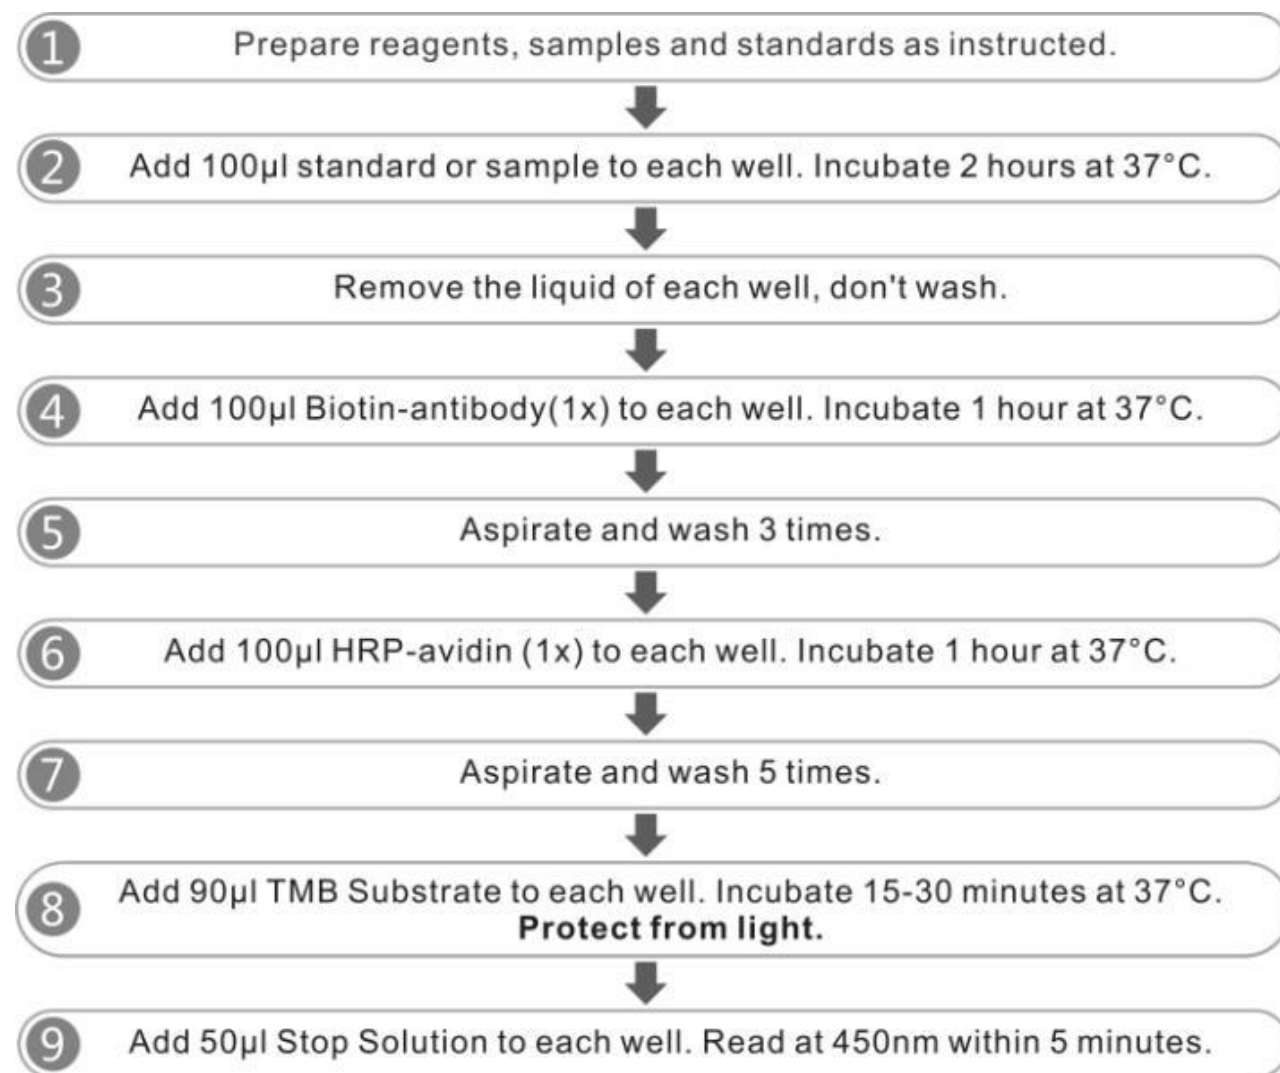 1 Prepare reagents, samples and standards as instructed.
2 Add 100µl standard or sample to each well. Incubate 2 hours at 37°C.
3 Remove the liquid of each well, don't wash.
4 Add 100µl Biotin-antibody(1x) to each well. Incubate 1 hour at 37°C.
5 Aspirate and wash 3 times.
6 Add 100µl HRP-avidin (1x) to each well. Incubate 1 hour at 37°C.
7 Aspirate and wash 5 times.
8 Add 90µl TMB Substrate to each well. Incubate 15-30 minutes at 37°C.
Protect from light.
9 Add 50µl Stop Solution to each well. Read at 450nm within 5 minutes.